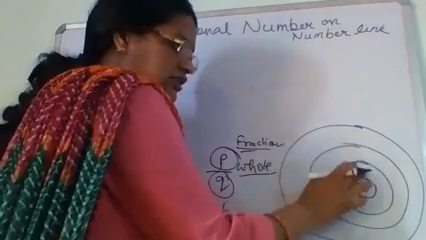 onal Number on
Number line
Fraction
p whole
q